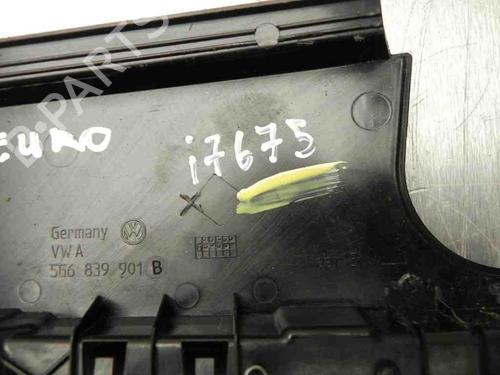 B-PARTS
EURO
i7675
Germany
VWA
5G6 839 901 B